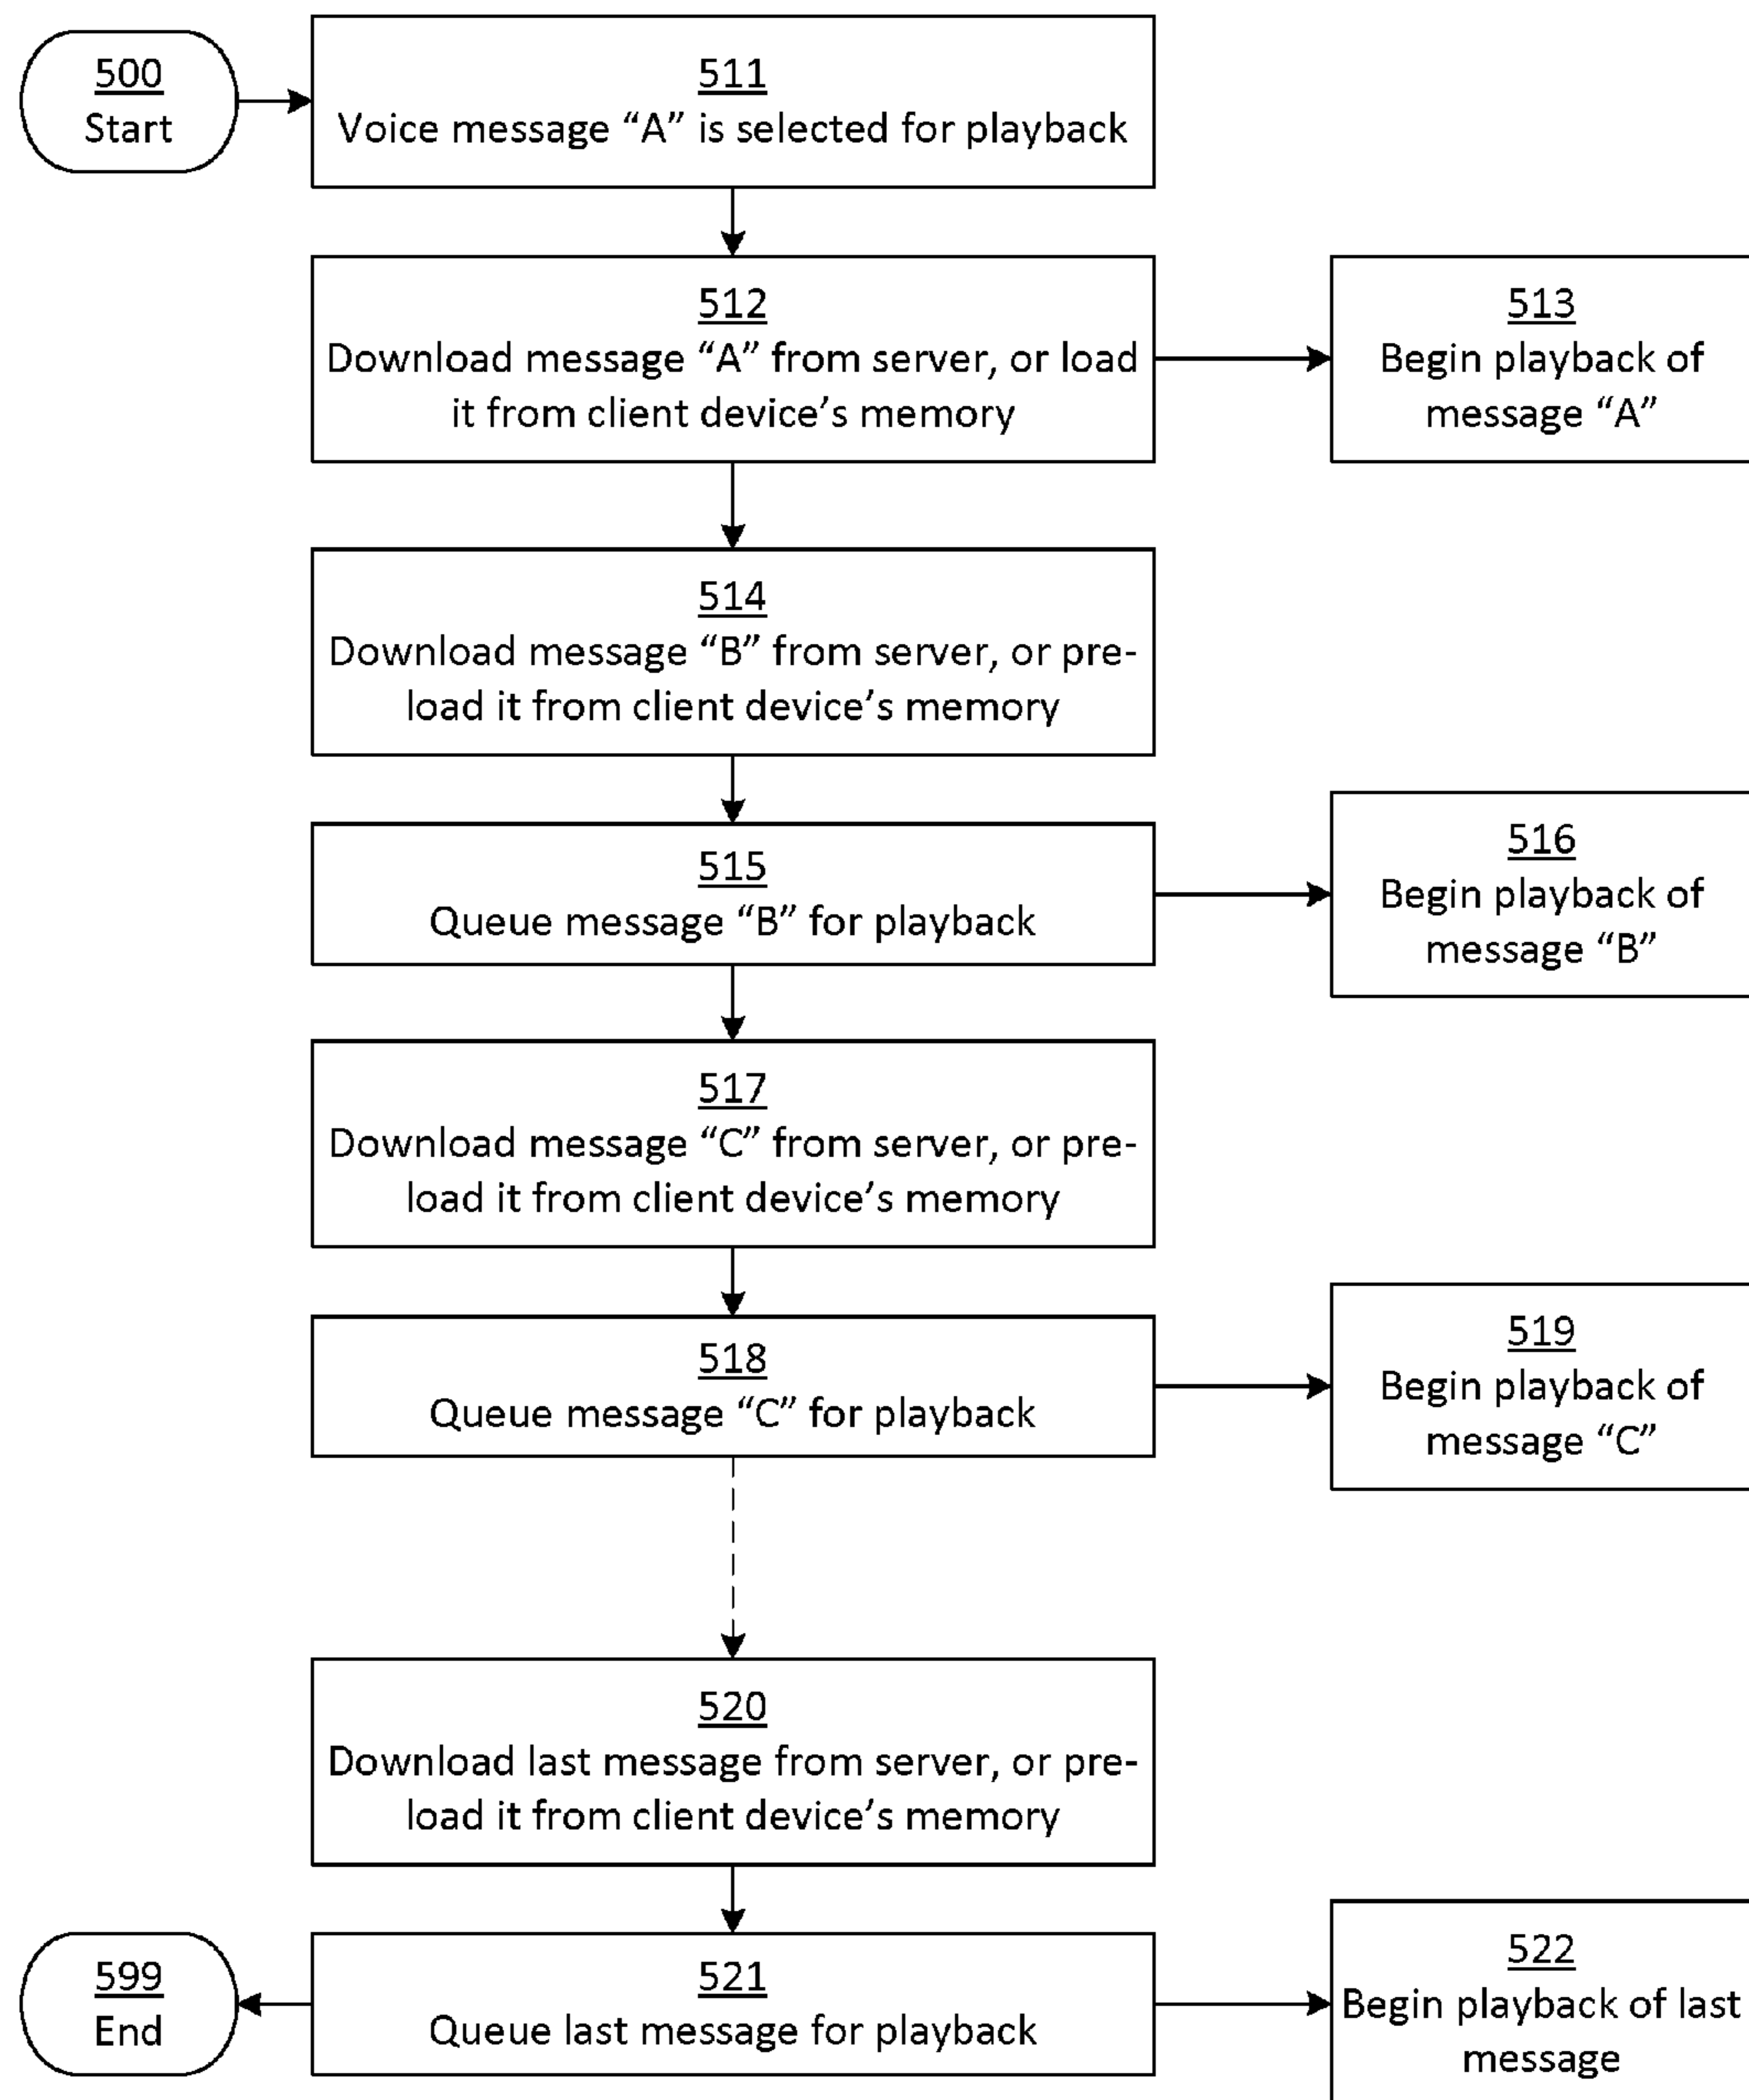 500
Start
511
Voice message “A” is selected for playback
512
Download message “A” from server, or load
it from client device’s memory
513
Begin playback of
message “A”
514
Download message “B” from server, or pre-
load it from client device’s memory
515
Queue message “B” for playback
516
Begin playback of
message “B”
517
Download message “C” from server, or pre-
load it from client device’s memory
518
Queue message “C” for playback
519
Begin playback of
message “C”
520
Download last message from server, or pre-
load it from client device’s memory
521
Queue last message for playback
522
Begin playback of last
message
599
End